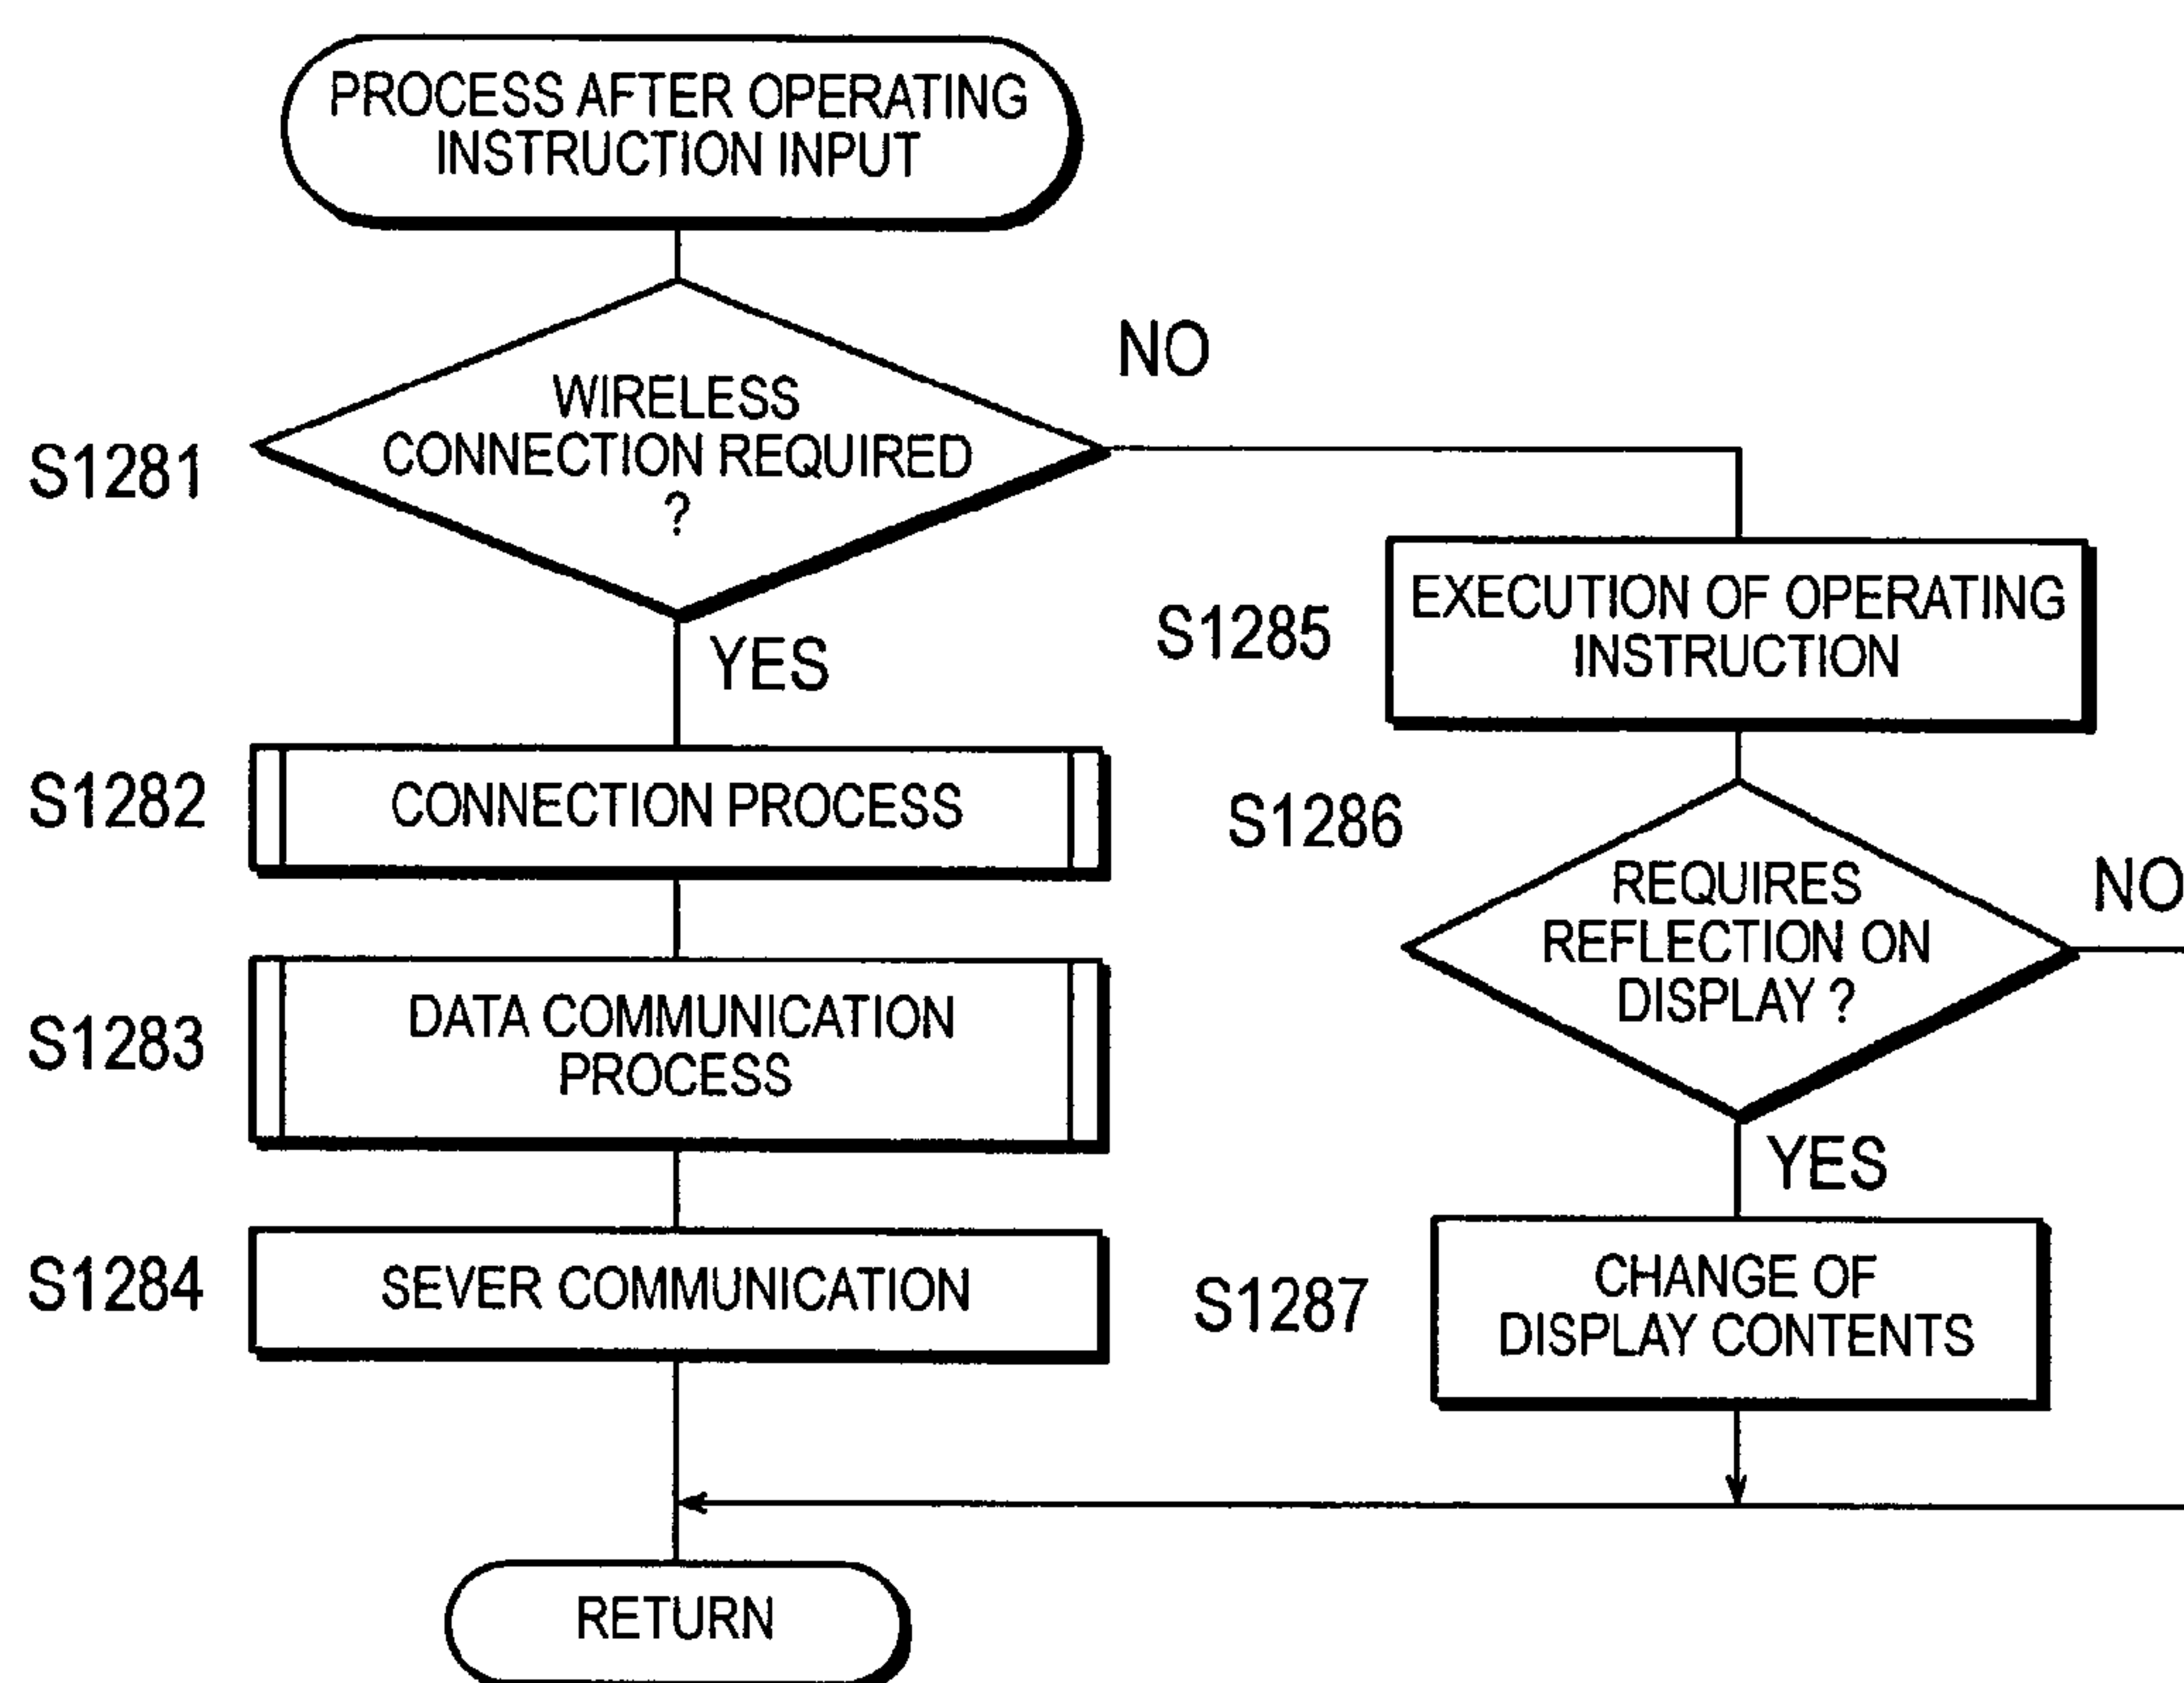 PROCESS AFTER OPERATING
INSTRUCTION INPUT
S1281
WIRELESS
CONNECTION REQUIRED
?
NO
YES
S1282
CONNECTION PROCESS
S1283
DATA COMMUNICATION
PROCESS
S1284
SEVER COMMUNICATION
S1285
EXECUTION OF OPERATING
INSTRUCTION
S1286
REQUIRES
REFLECTION ON
DISPLAY ?
NO
YES
S1287
CHANGE OF
DISPLAY CONTENTS
RETURN